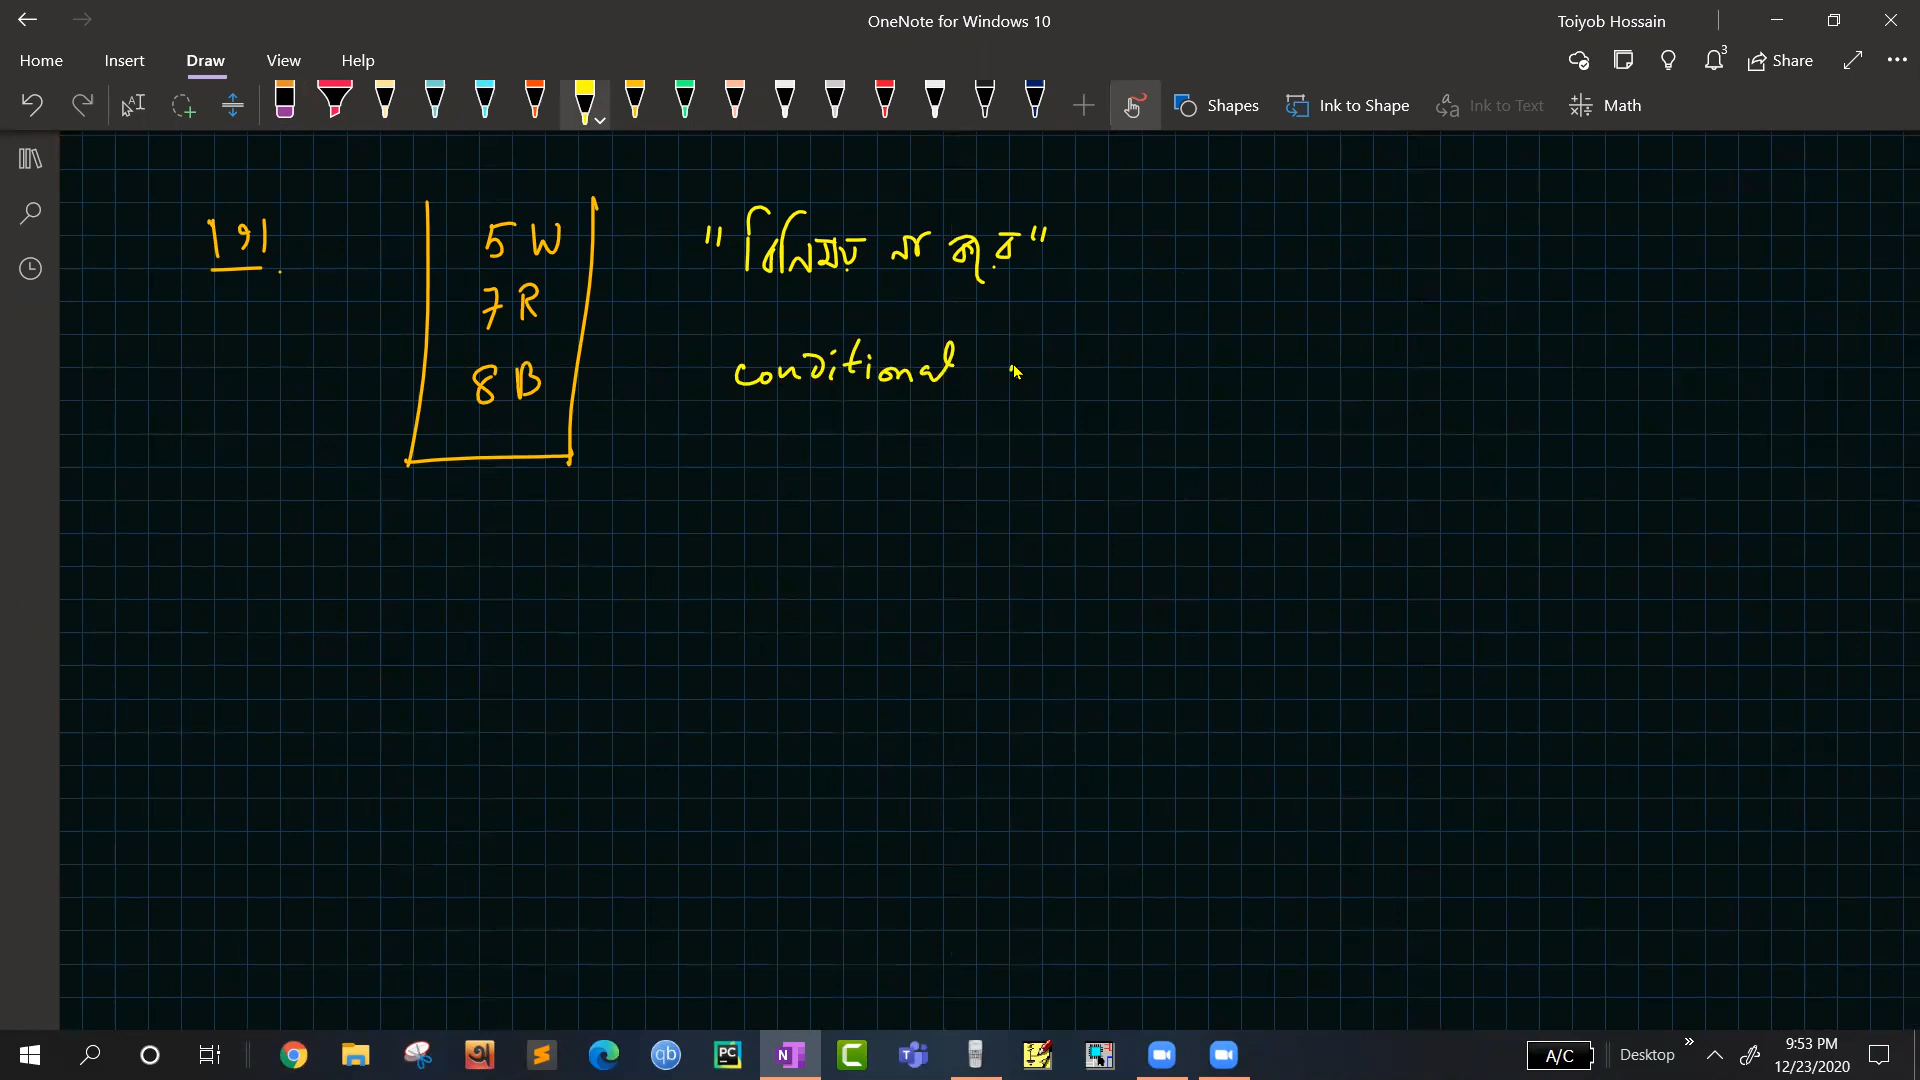 OneNote for Windows 10
Toiyob Hossain
Home Insert Draw View Help
3
Share
Shapes
Ink to Shape
Ink to Text
Math
5 W
7 R
8 B
"বিনিময় না করে"
conditional
A/C
Desktop
9:53 PM
12/23/2020